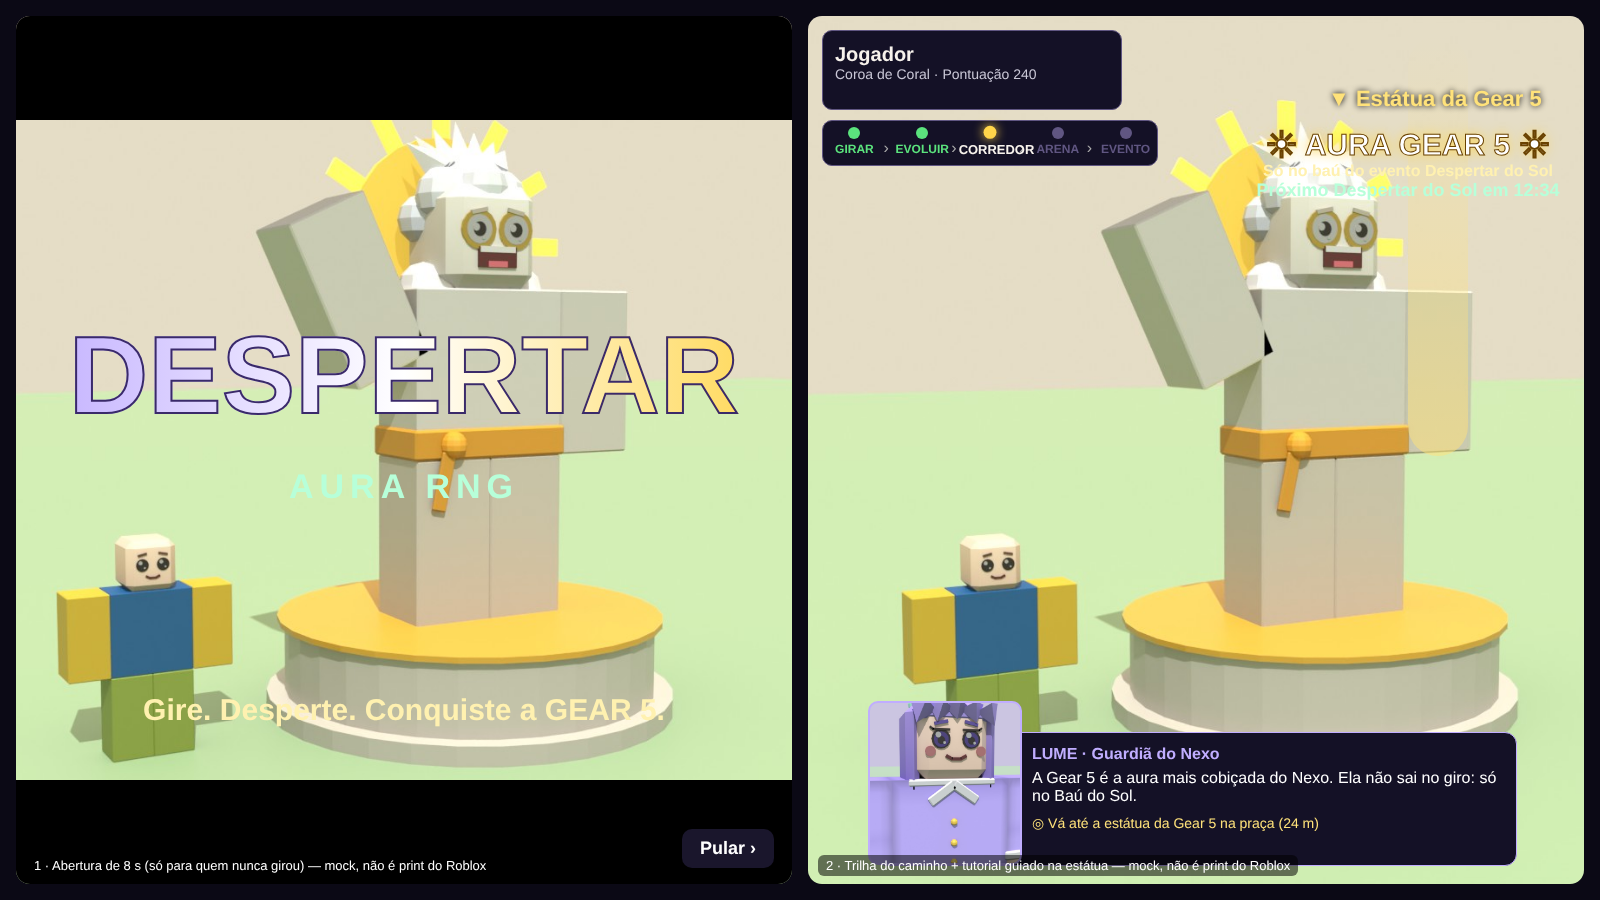 DESPERTAR
AURA RNG
Gire. Desperte. Conquiste a GEAR 5.
Pular ›
1 · Abertura de 8 s (só para quem nunca girou) — mock, não é print do Roblox
Jogador
Coroa de Coral · Pontuação 240
GIRAR › EVOLUIR › CORREDOR ARENA › EVENTO
▼ Estátua da Gear 5
AURA GEAR 5
Só no baú do evento Despertar do Sol
Próximo Despertar do Sol em 12:34
LUME · Guardiã do Nexo
A Gear 5 é a aura mais cobiçada do Nexo. Ela não sai no giro: só
no Baú do Sol.
◎ Vá até a estátua da Gear 5 na praça (24 m)
2 · Trilha do caminho + tutorial guiado na estátua — mock, não é print do Roblox